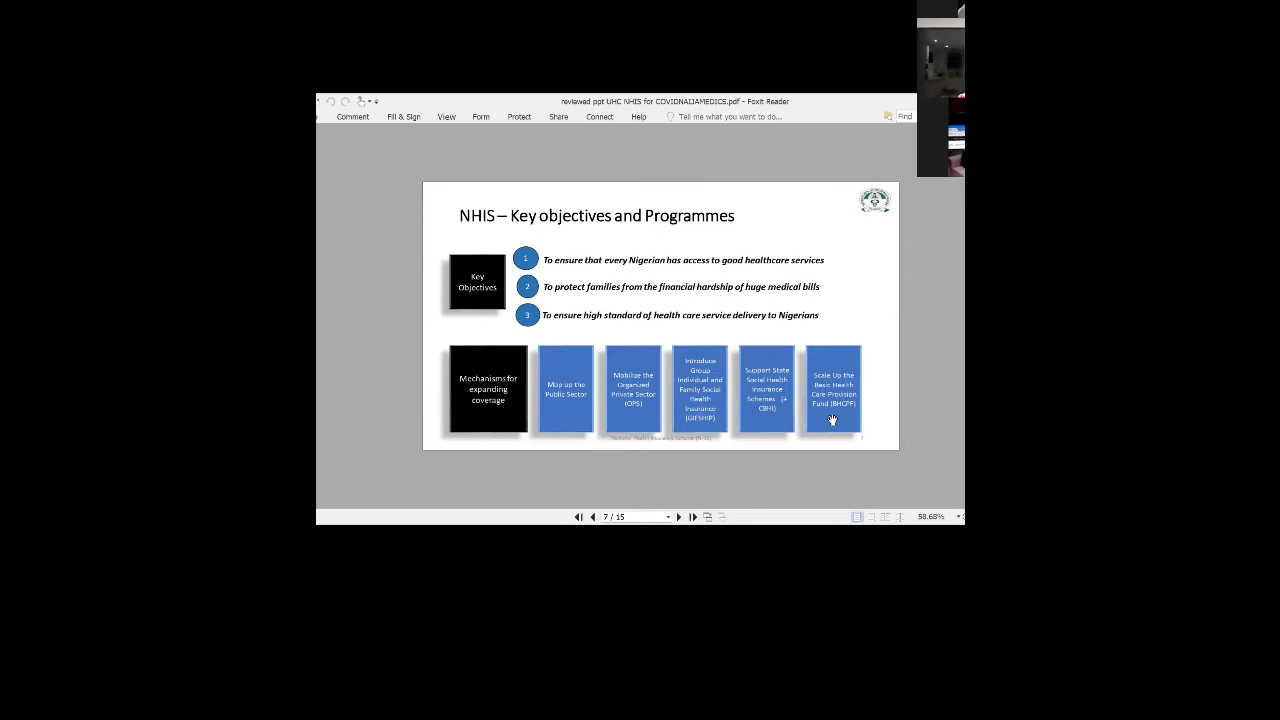 reviewed ppt UHC NHIS for COVIDNAIJAMEDICS.pdf - Foxit Reader
Comment Fill & Sign View Form Protect Share Connect Help Tell me what you want to do... Find
NHIS – Key objectives and Programmes
Key
Objectives
1 To ensure that every Nigerian has access to good healthcare services
2 To protect families from the financial hardship of huge medical bills
3 To ensure high standard of health care service delivery to Nigerians
Mechanisms for
expanding
coverage
Mop up the
Public Sector
Mobilize the
Organized
Private Sector
(OPS)
Introduce
Group
Individual and
Family Social
Health
Insurance
(GIFSHIP)
Support State
Social Health
Insurance
Schemes (+
CBHI)
Scale Up the
Basic Health
Care Provision
Fund (BHCPF)
National Health Insurance Scheme
7
7 / 15
58.68%